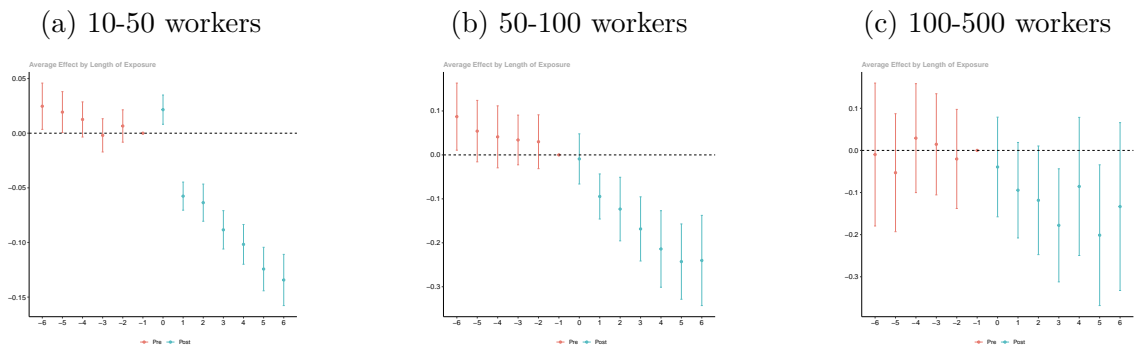 (a) 10-50 workers
Average Effect by Length of Exposure
0.05
0.00
−0.05
−0.10
−0.15
−6 −5 −4 −3 −2 −1 0 1 2 3 4 5 6
Pre Post
(b) 50-100 workers
Average Effect by Length of Exposure
0.1
0.0
−0.1
−0.2
−0.3
−6 −5 −4 −3 −2 −1 0 1 2 3 4 5 6
Pre Post
(c) 100-500 workers
Average Effect by Length of Exposure
0.1
0.0
−0.1
−0.2
−0.3
−6 −5 −4 −3 −2 −1 0 1 2 3 4 5 6
Pre Post